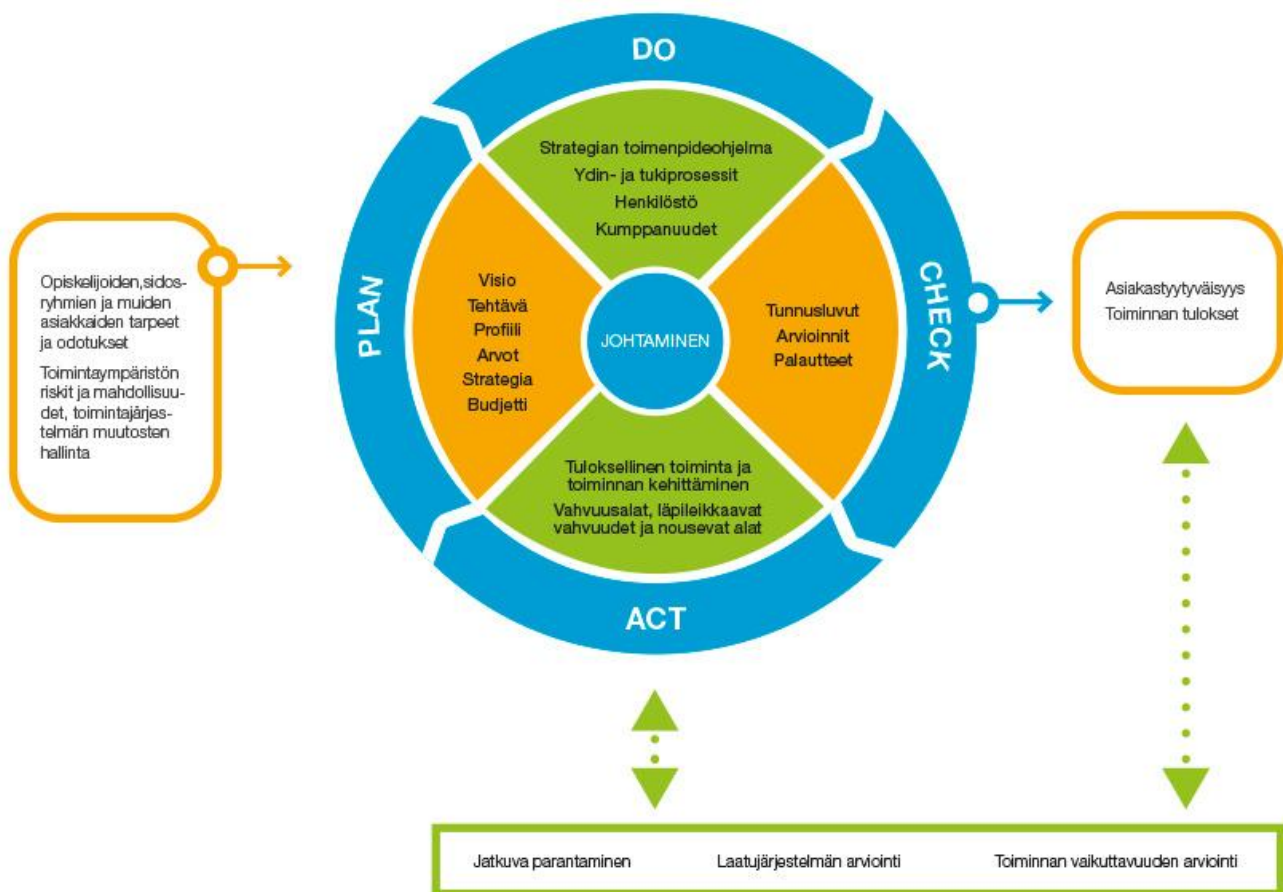 DO
Strategian toimenpideohjelma
Ydin- ja tukiprosessit
Henkilöstö
Kumppanuudet
Opiskelijoiden,sidos-
ryhmien ja muiden
asiakkaiden tarpeet
ja odotukset
Toimintaympäristön
riskit ja mahdollisuu-
det, toimintajärjes-
telmän muutosten
hallinta
PLAN
Visio
Tehtävä
Profiili
Arvot
Strategia
Budjetti
JOHTAMINEN
Tunnusluvut
Arvioinnit
Palautteet
CHECK
Asiakastyytyväisyys
Toiminnan tulokset
Tuloksellinen toiminta ja
toiminnan kehittäminen
Vahvuusalat, läpileikkaavat
vahvuudet ja nousevat alat
ACT
Jatkuva parantaminen
Laatujärjestelmän arviointi
Toiminnan vaikuttavuuden arviointi